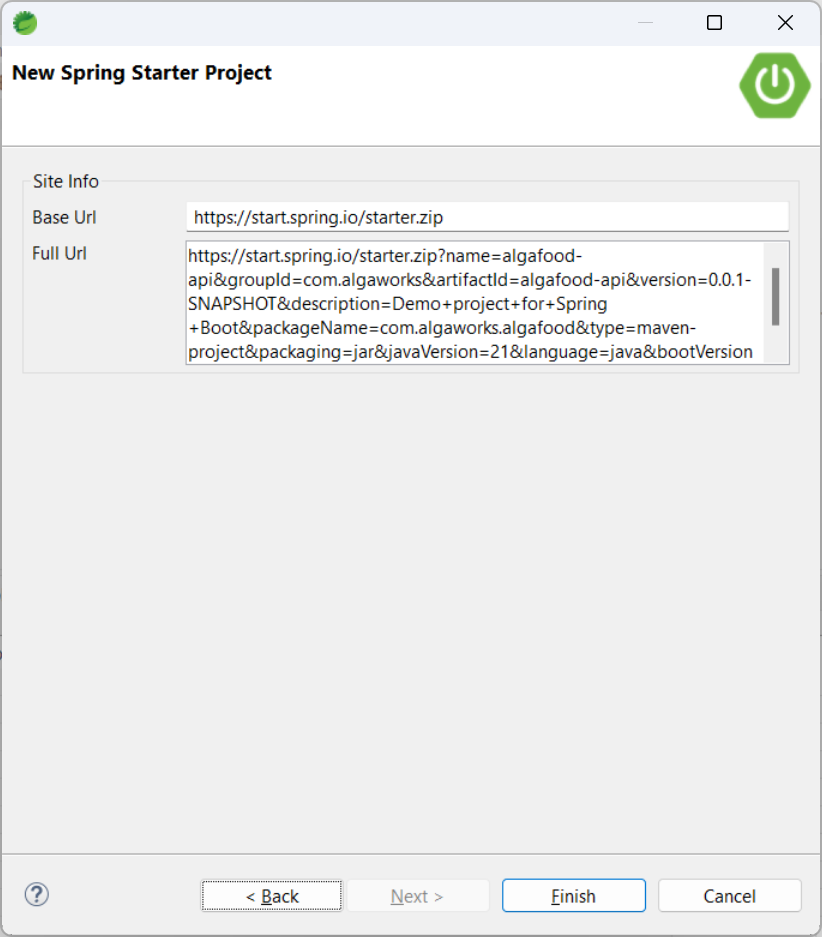 New Spring Starter Project
Site Info
Base Url
https://start.spring.io/starter.zip
Full Url
https://start.spring.io/starter.zip?name=algafood-
api&groupId=com.algaworks&artifactId=algafood-api&version=0.0.1-
SNAPSHOT&description=Demo+project+for+Spring
+Boot&packageName=com.algaworks.algafood&type=maven-
project&packaging=jar&javaVersion=21&language=java&bootVersion
?
< Back
Next >
Finish
Cancel